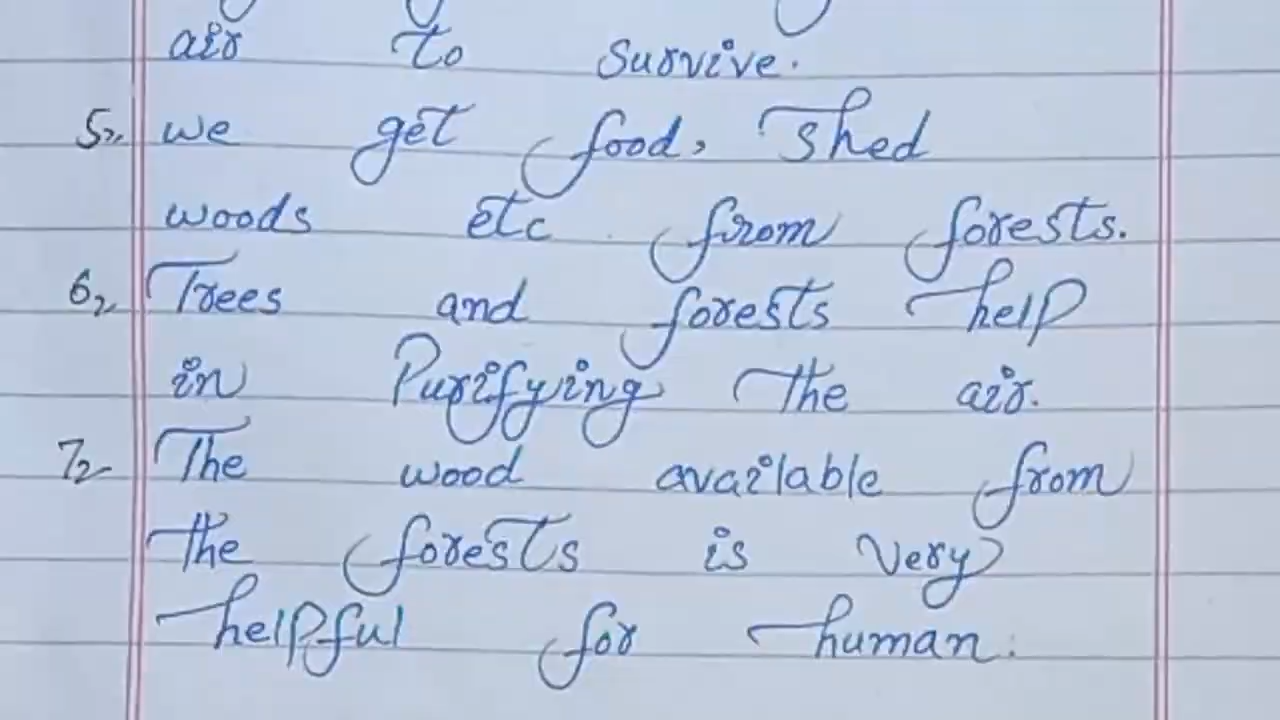 air to survive.
5. we get food, shed
woods etc from forests.
6. Trees and forests help
in Purifying the air.
7. The wood available from
the forests is very
helpful for human.